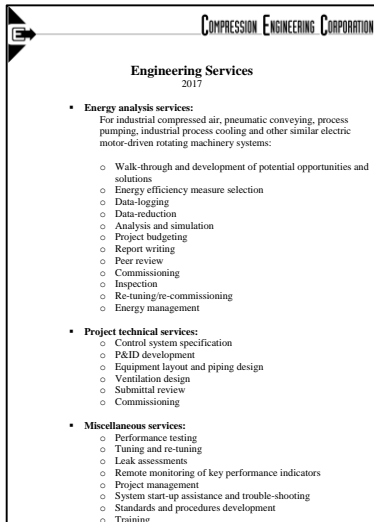 E
COMPRESSION ENGINEERING CORPORATION
Engineering Services
2017
▪ Energy analysis services:
For industrial compressed air, pneumatic conveying, process
pumping, industrial process cooling and other similar electric
motor-driven rotating machinery systems:
o Walk-through and development of potential opportunities and
solutions
o Energy efficiency measure selection
o Data-logging
o Data-reduction
o Analysis and simulation
o Project budgeting
o Report writing
o Peer review
o Commissioning
o Inspection
o Re-tuning/re-commissioning
o Energy management
▪ Project technical services:
o Control system specification
o P&ID development
o Equipment layout and piping design
o Ventilation design
o Submittal review
o Commissioning
▪ Miscellaneous services:
o Performance testing
o Tuning and re-tuning
o Leak assessments
o Remote monitoring of key performance indicators
o Project management
o System start-up assistance and trouble-shooting
o Standards and procedures development
o Training